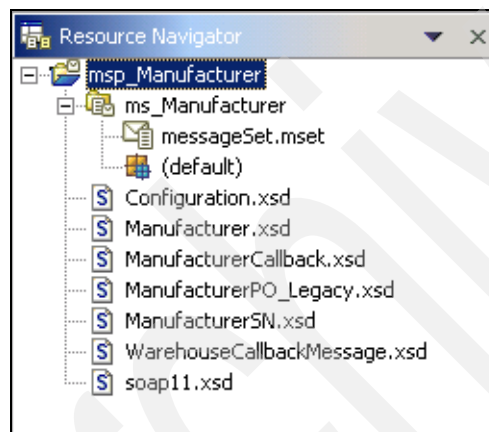 Resource Navigator
msp_Manufacturer
ms_Manufacturer
messageSet.mset
(default)
Configuration.xsd
Manufacturer.xsd
ManufacturerCallback.xsd
ManufacturerPO_Legacy.xsd
ManufacturerSN.xsd
WarehouseCallbackMessage.xsd
soap11.xsd